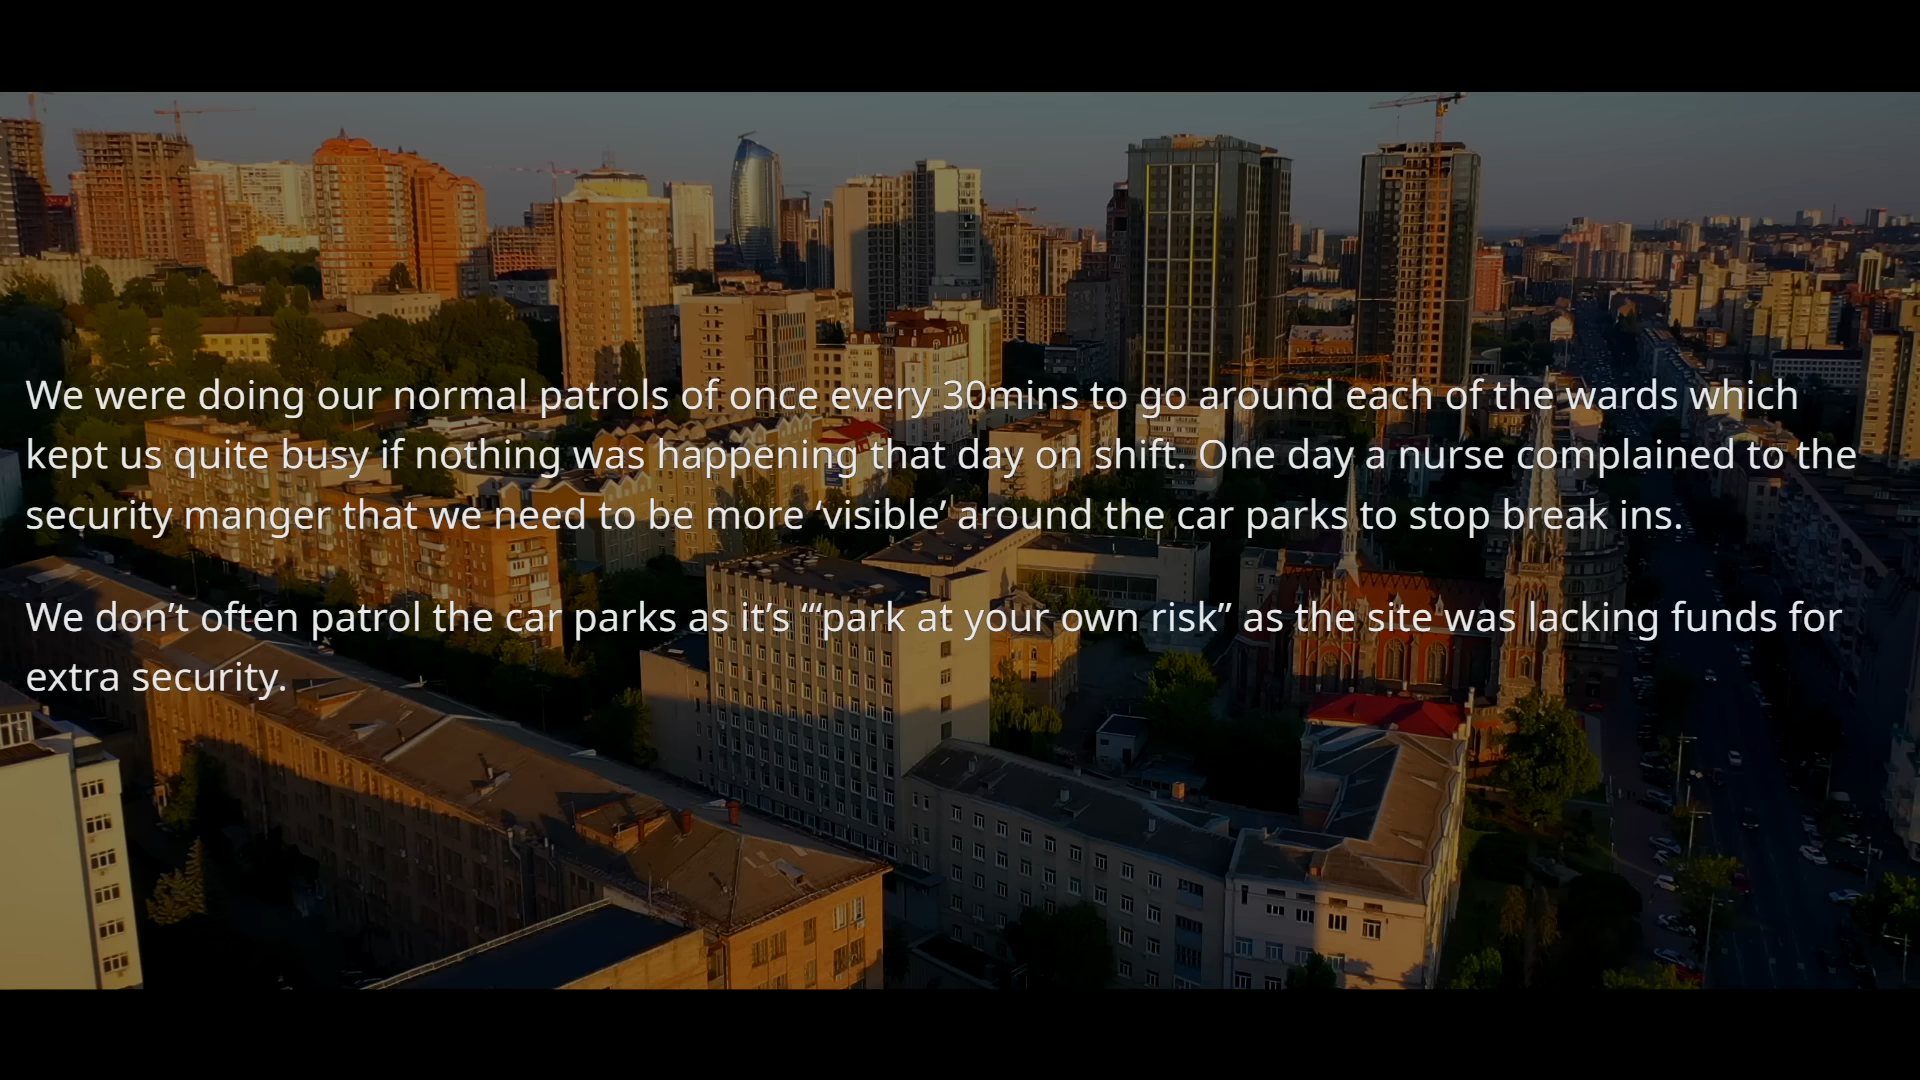 We were doing our normal patrols of once every 30mins to go around each of the wards which
kept us quite busy if nothing was happening that day on shift. One day a nurse complained to the
security manger that we need to be more ‘visible’ around the car parks to stop break ins.
We don’t often patrol the car parks as it’s “‘park at your own risk” as the site was lacking funds for
extra security.